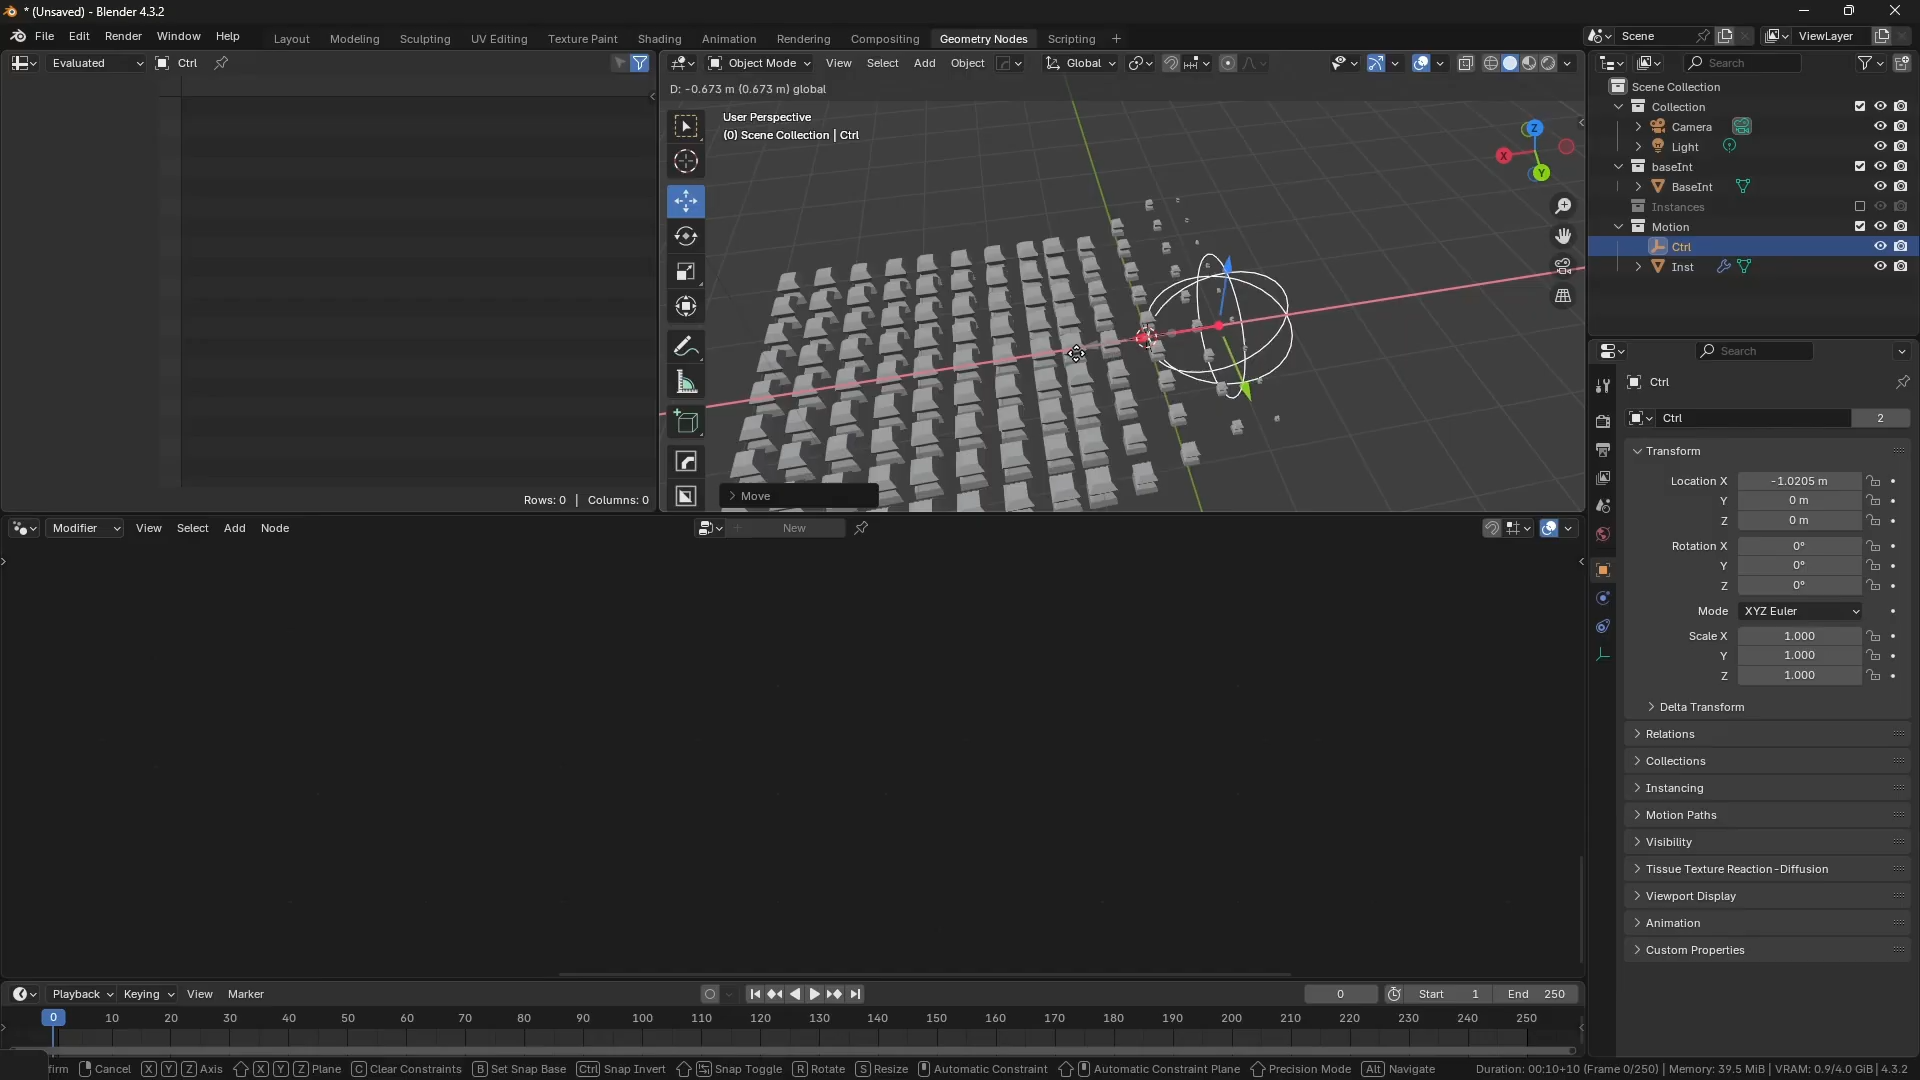 * (Unsaved) - Blender 4.3.2
File Edit Render Window Help
Layout Modeling Sculpting UV Editing Texture Paint Shading Animation Rendering Compositing Geometry Nodes Scripting +
Scene
ViewLayer
Evaluated Ctrl
Object Mode View Select Add Object Global
Search
D: -0.673 m (0.673 m) global
User Perspective
(0) Scene Collection | Ctrl
Z
X
Y
Scene Collection
Collection
Camera
Light
baseInt
BaseInt
Instances
Motion
Ctrl
Inst
Move
Rows: 0 | Columns: 0
Modifier View Select Add Node
New
Search
Ctrl
Ctrl 2
Transform
Location X -1.0205 m
Y 0 m
Z 0 m
Rotation X 0°
Y 0°
Z 0°
Mode XYZ Euler
Scale X 1.000
Y 1.000
Z 1.000
Delta Transform
Relations
Collections
Instancing
Motion Paths
Visibility
Tissue Texture Reaction-Diffusion
Viewport Display
Animation
Custom Properties
Playback Keying View Marker
0 Start 1 End 250
0 10 20 30 40 50 60 70 80 90 100 110 120 130 140 150 160 170 180 190 200 210 220 230 240 250
firm Cancel X Y Z Axis X Y Z Plane C Clear Constraints B Set Snap Base Ctrl Snap Invert Snap Toggle R Rotate S Resize Automatic Constraint Automatic Constraint Plane Precision Mode Alt Navigate Duration: 00:10+10 (Frame 0/250) | Memory: 39.5 MiB | VRAM: 0.9/4.0 GiB | 4.3.2